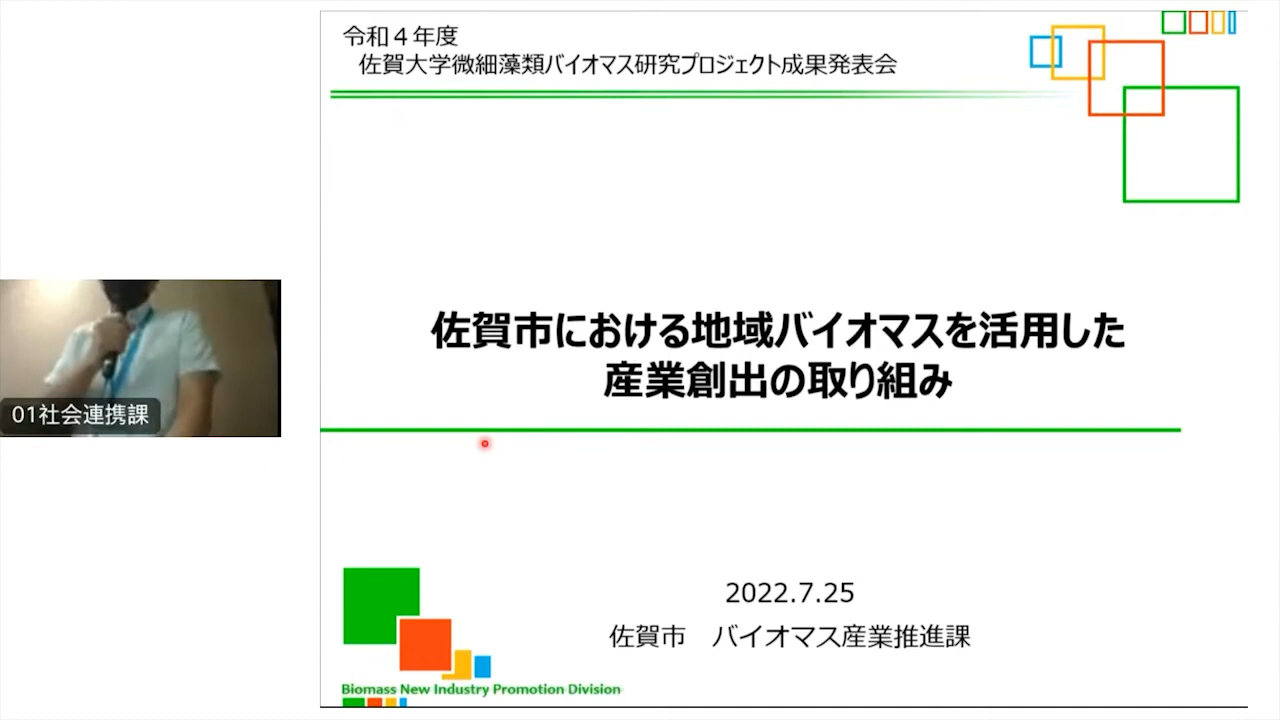 令和４年度
佐賀大学微細藻類バイオマス研究プロジェクト成果発表会
佐賀市における地域バイオマスを活用した
産業創出の取り組み
01社会連携課
2022.7.25
佐賀市　バイオマス産業推進課
Biomass New Industry Promotion Division